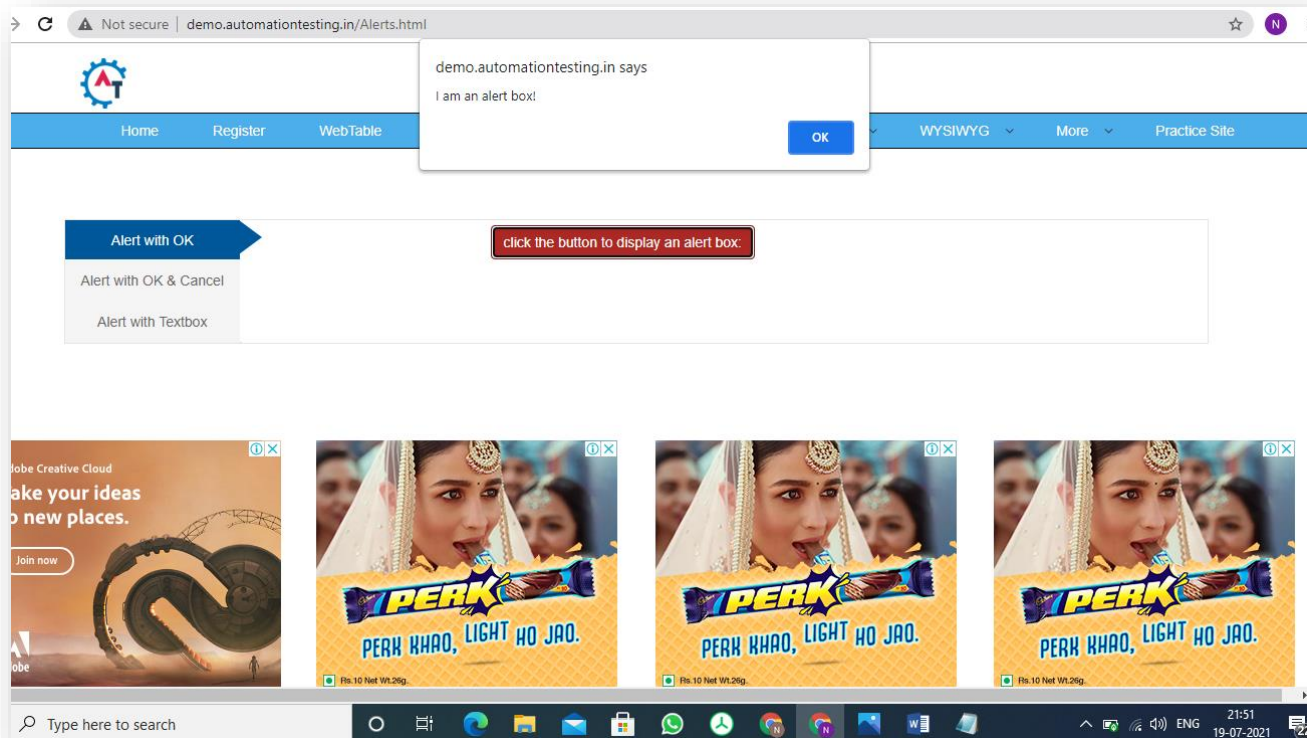 Not secure | demo.automationtesting.in/Alerts.html
N
demo.automationtesting.in says
I am an alert box!
OK
AT
Home Register WebTable WYSIWYG More Practice Site
Alert with OK
click the button to display an alert box:
Alert with OK & Cancel
Alert with Textbox
dobe Creative Cloud
ake your ideas
o new places.
Join now
obe
PERK
PERK KHAO, LIGHT HO JAO.
Rs.10 Net Wt.26g.
PERK
PERK KHAO, LIGHT HO JAO.
Rs.10 Net Wt.26g.
PERK
PERK KHAO, LIGHT HO JAO.
Rs.10 Net Wt.26g.
Type here to search
ENG
21:51
19-07-2021